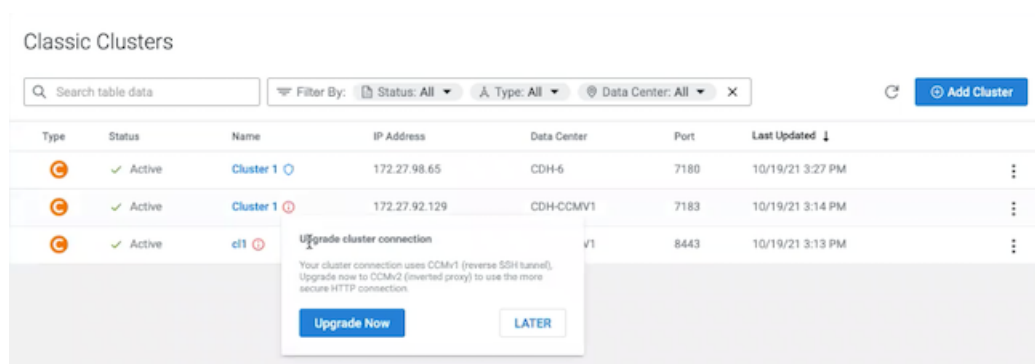 Classic Clusters
Search table data
Filter By: Status: All Type: All Data Center: All
Add Cluster
Type Status Name IP Address Data Center Port Last Updated
Active Cluster 1 172.27.98.65 CDH-6 7180 10/19/21 3:27 PM
Active Cluster 1 172.27.92.129 CDH-CCMV1 7183 10/19/21 3:14 PM
Active cl1 V1 8443 10/19/21 3:13 PM
Upgrade cluster connection
Your cluster connection uses CCMv1 (reverse SSH tunnel),
Upgrade now to CCMv2 (inverted proxy) to use the more
secure HTTP connection.
Upgrade Now
LATER